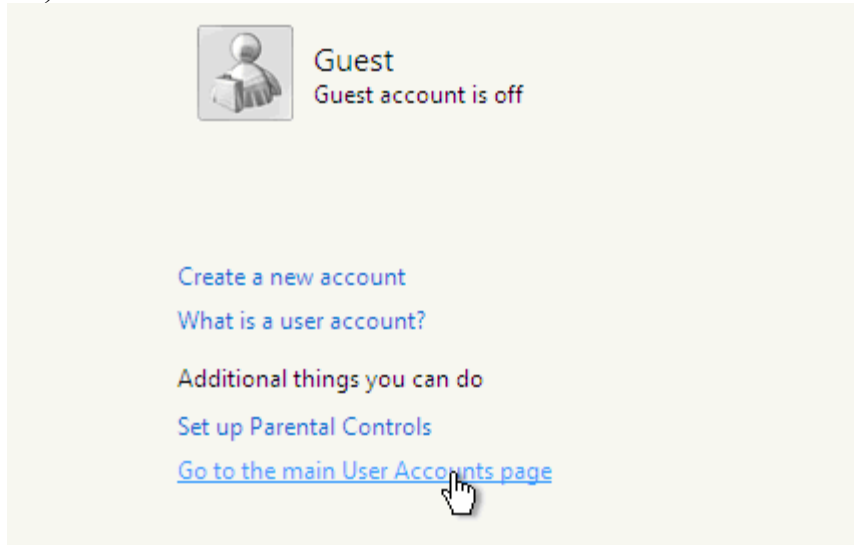 Guest
Guest account is off
Create a new account
What is a user account?
Additional things you can do
Set up Parental Controls
Go to the main User Accounts page